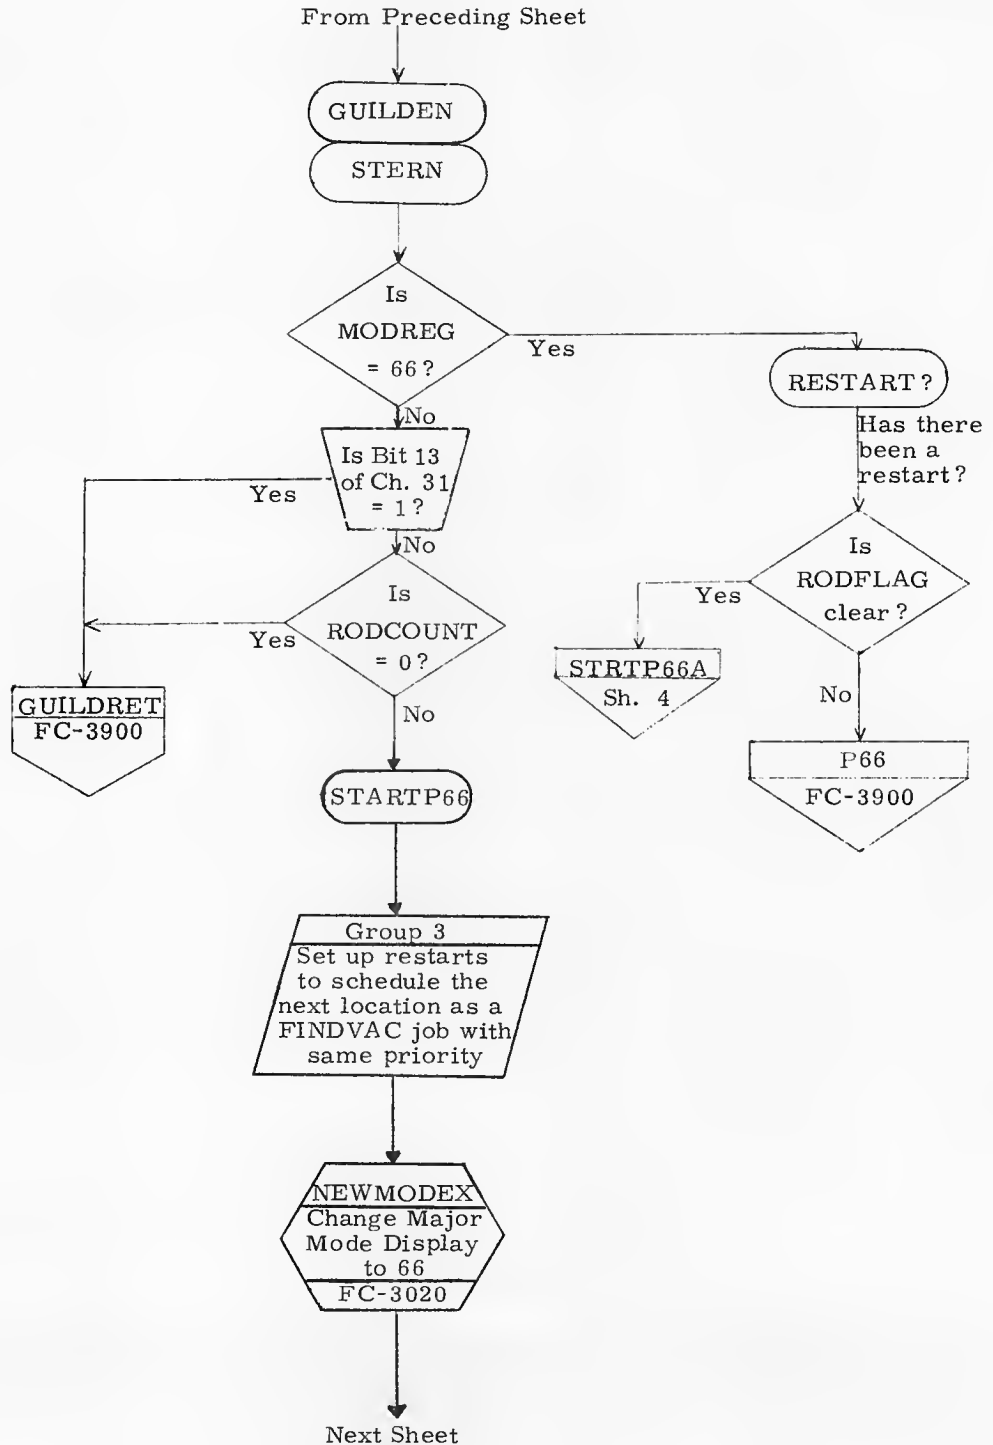 From Preceding Sheet
GUILDEN
STERN
Is
MODREG
= 66?
Yes
RESTART?
Has there
been a
restart?
No
Is Bit 13
of Ch. 31
= 1?
Yes
No
Is
RODCOUNT
= 0?
Yes
No
GUILDRET
FC-3900
Is
RODFLAG
clear?
Yes
STRTP66A
Sh. 4
No
P66
FC-3900
STARTP66
Group 3
Set up restarts
to schedule the
next location as a
FINDVAC job with
same priority
NEWMODEX
Change Major
Mode Display
to 66
FC-3020
Next Sheet